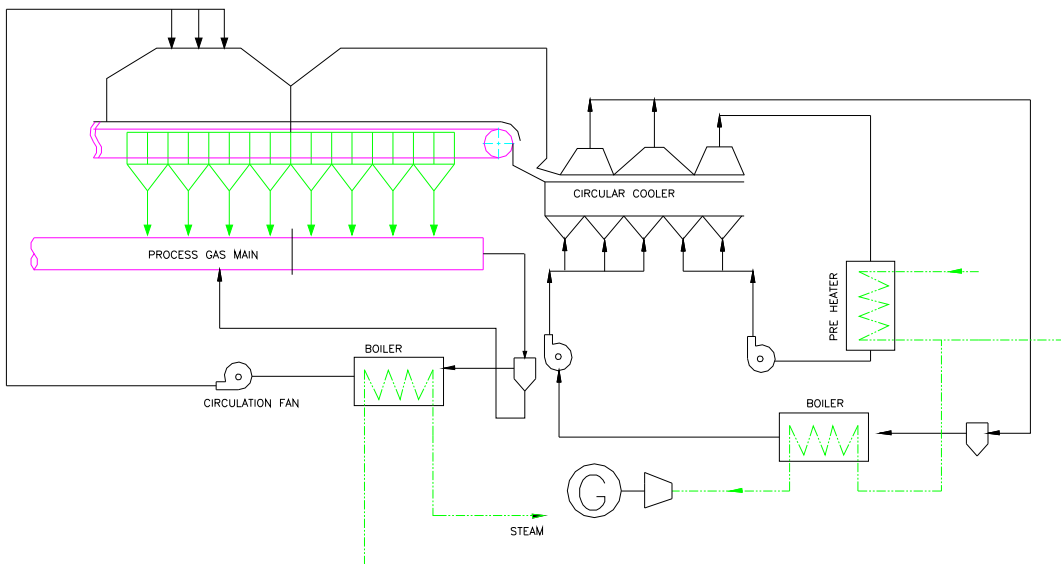 CIRCULAR COOLER
PROCESS GAS MAIN
PRE HEATER
BOILER
CIRCULATION FAN
BOILER
G
STEAM